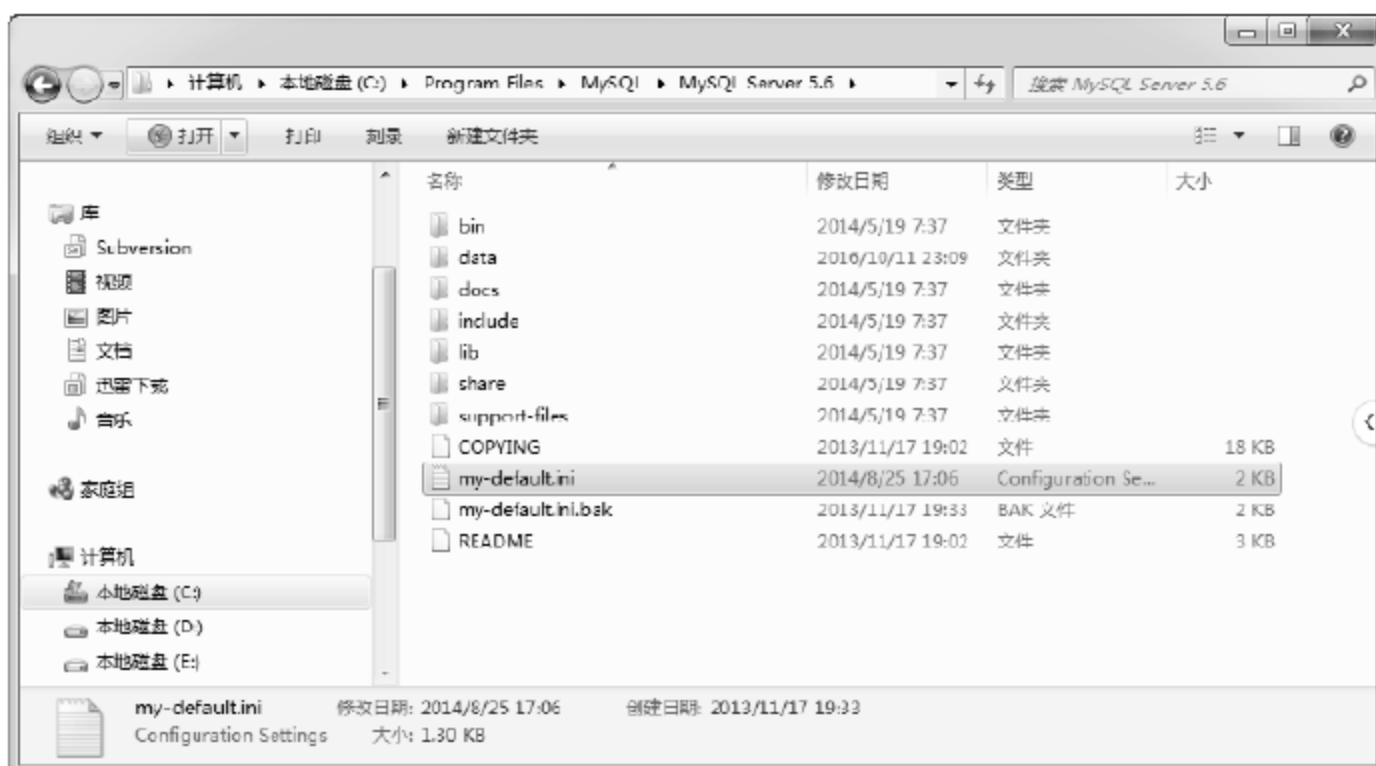 计算机 ▸ 本地磁盘 (C:) ▸ Program Files ▸ MySQL ▸ MySQL Server 5.6 ▸
搜索 MySQL Server 5.6
组织 打开 打印 刻录 新建文件夹
名称 修改日期 类型 大小
库
Subversion
视频
图片
文档
迅雷下载
音乐
家庭组
计算机
本地磁盘 (C:)
本地磁盘 (D:)
本地磁盘 (E:)
bin 2014/5/19 7:37 文件夹
data 2016/10/11 23:09 文件夹
docs 2014/5/19 7:37 文件夹
include 2014/5/19 7:37 文件夹
lib 2014/5/19 7:37 文件夹
share 2014/5/19 7:37 文件夹
support-files 2014/5/19 7:37 文件夹
COPYING 2013/11/17 19:02 文件 18 KB
my-default.ini 2014/8/25 17:06 Configuration Se... 2 KB
my-default.ini.bak 2013/11/17 19:33 BAK 文件 2 KB
README 2013/11/17 19:02 文件 3 KB
my-default.ini 修改日期: 2014/8/25 17:06 创建日期: 2013/11/17 19:33
Configuration Settings 大小: 1.30 KB